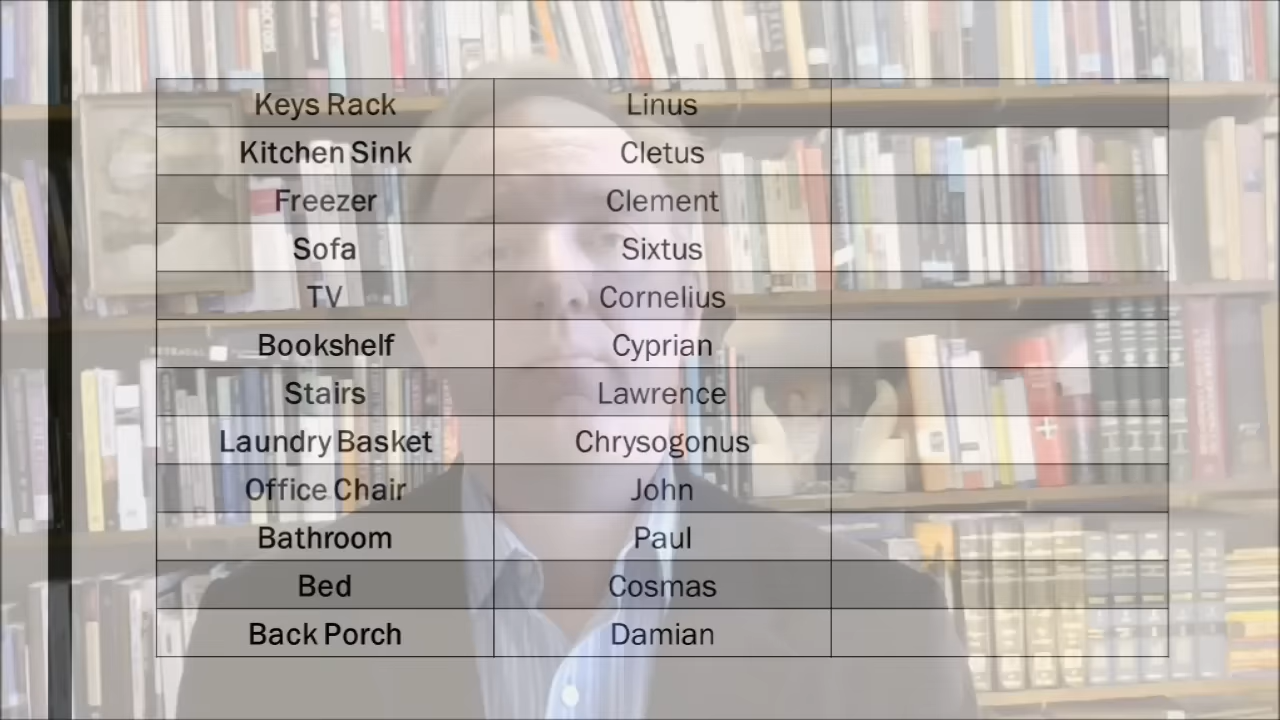 Keys Rack Linus
Kitchen Sink Cletus
Freezer Clement
Sofa Sixtus
TV Cornelius
Bookshelf Cyprian
Stairs Lawrence
Laundry Basket Chrysogonus
Office Chair John
Bathroom Paul
Bed Cosmas
Back Porch Damian